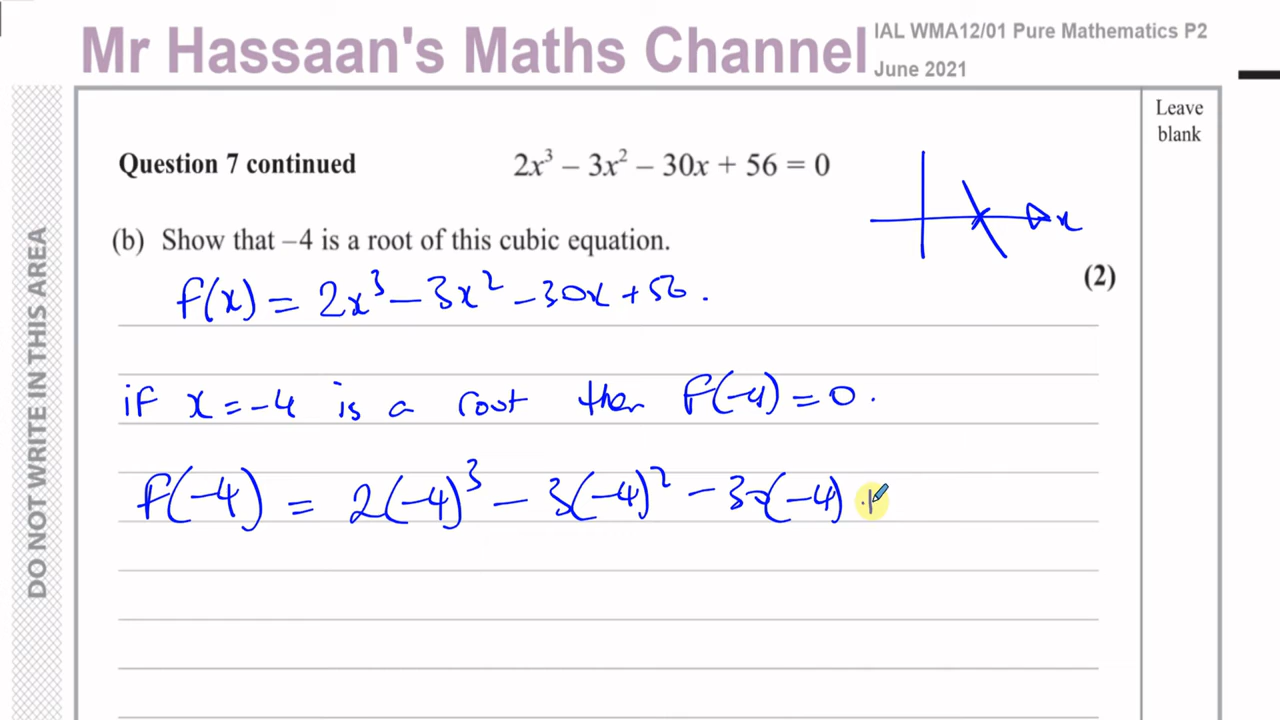 Mr Hassaan's Maths Channel
IAL WMA12/01 Pure Mathematics P2
June 2021
Leave
blank
Question 7 continued
2x³ – 3x² – 30x + 56 = 0
x
(b) Show that –4 is a root of this cubic equation.
(2)
f(x) = 2x³ – 3x² – 30x + 56.
if x = –4 is a root then f(–4) = 0.
f(–4) = 2(–4)³ – 3(–4)² – 30(–4) +
DO NOT WRITE IN THIS AREA